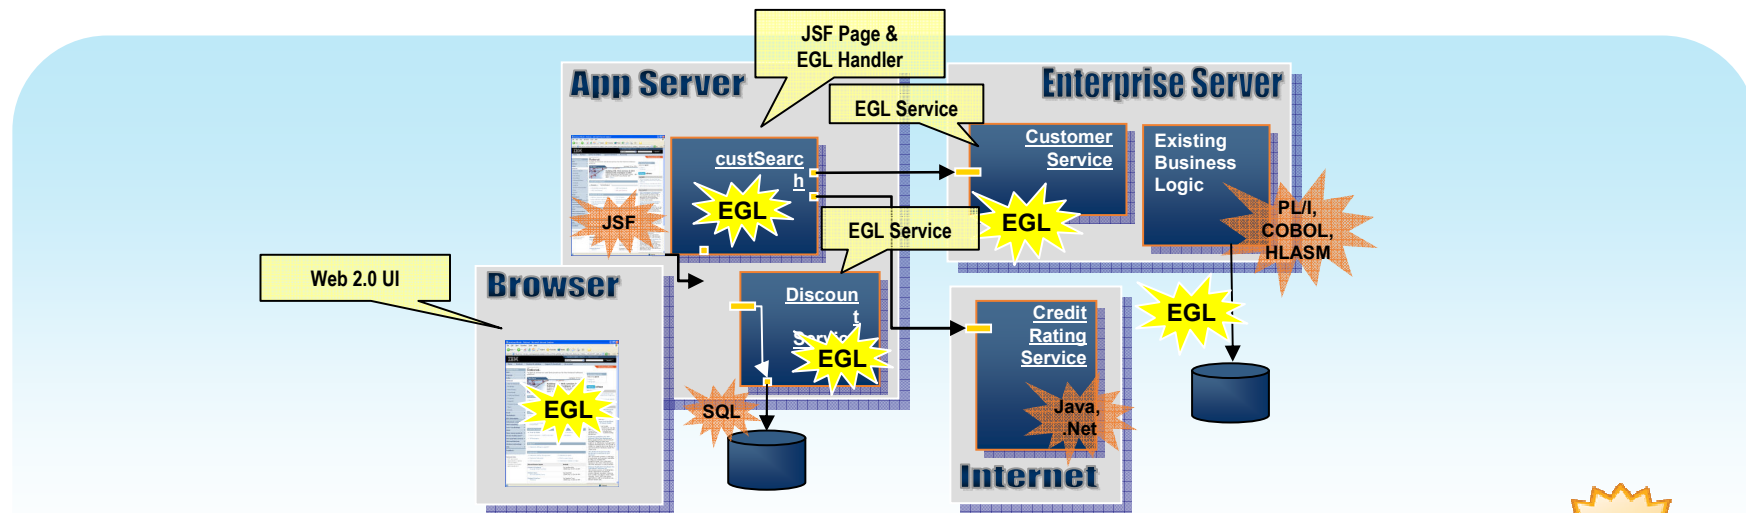 JSF Page &
EGL Handler
App Server
Enterprise Server
EGL Service
custSearc
h
Customer
Service
Existing
Business
Logic
JSF
EGL
EGL
PL/I,
COBOL,
HLASM
EGL Service
Web 2.0 UI
Browser
Discoun
t
Service
EGL
Credit
Rating
Service
EGL
EGL
SQL
Java,
.Net
Internet